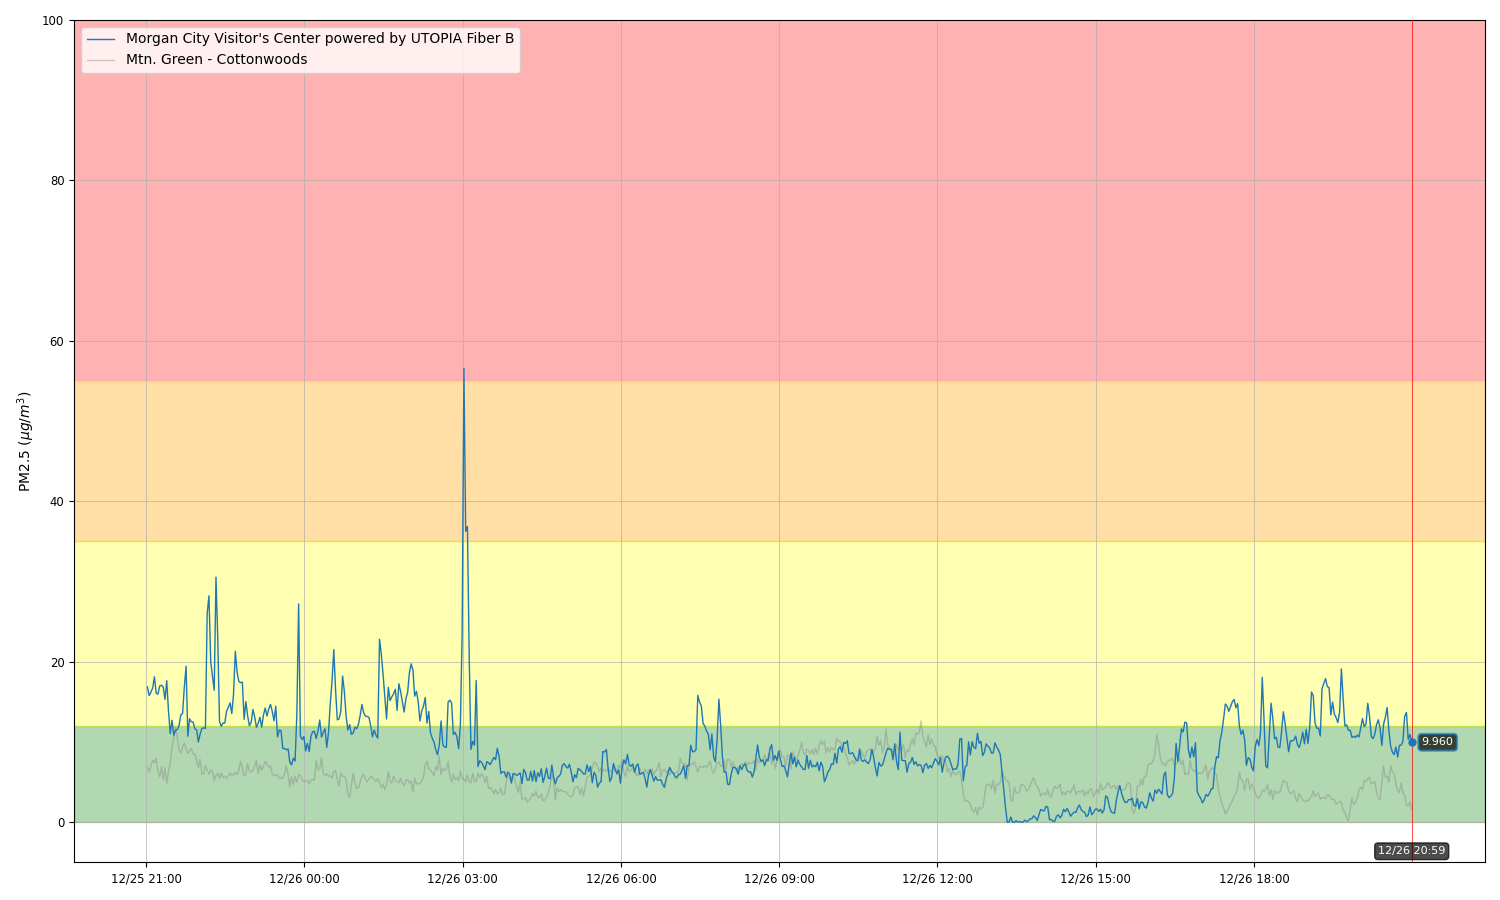 100
Morgan City Visitor's Center powered by UTOPIA Fiber B
Mtn. Green - Cottonwoods
80
60
PM2.5 (μg/m³)
40
20
9.960
0
12/26 20:59
12/25 21:00 12/26 00:00 12/26 03:00 12/26 06:00 12/26 09:00 12/26 12:00 12/26 15:00 12/26 18:00